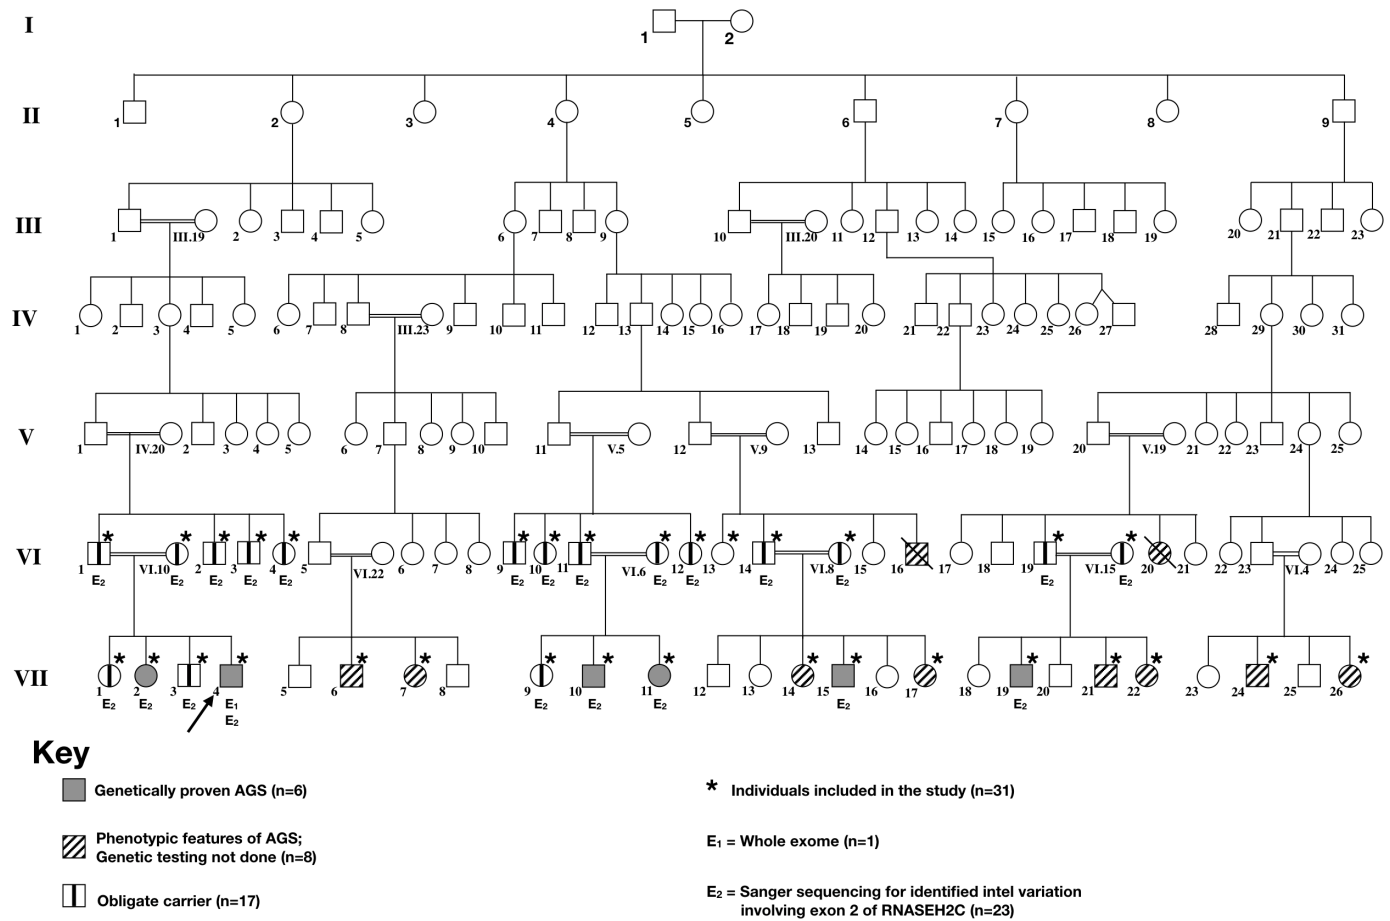 I
1 2
II
1 2 3 4 5 6 7 8 9
III
1 III.19 2 3 4 5 6 7 8 9 10 III.20 11 12 13 14 15 16 17 18 19 20 21 22 23
IV
1 2 3 4 5 6 7 8 III.23 9 10 11 12 13 14 15 16 17 18 19 20 21 22 23 24 25 26 27 28 29 30 31
V
1 IV.20 2 3 4 5 6 7 8 9 10 11 V.5 12 V.9 13 14 15 16 17 18 19 20 V.19 21 22 23 24 25
* * * * * * * * * * * * * * *
VI
1 VI.10 2 3 4 5 VI.22 6 7 8 9 10 11 VI.6 12 13 14 VI.8 15 16 17 18 19 VI.15 20 21 22 23 VI.4 24 25
E2 E2 E2 E2 E2 E2 E2 E2 E2 E2 E2 E2 E2 E2
* * * * * * * * * * * * * * * * *
VII
1 2 3 4 5 6 7 8 9 10 11 12 13 14 15 16 17 18 19 20 21 22 23 24 25 26
E2 E2 E2 E1 E2 E2 E2 E2 E2
E2
Key
Genetically proven AGS (n=6)
Phenotypic features of AGS;
Genetic testing not done (n=8)
Obligate carrier (n=17)
* Individuals included in the study (n=31)
E1 = Whole exome (n=1)
E2 = Sanger sequencing for identified intel variation
involving exon 2 of RNASEH2C (n=23)